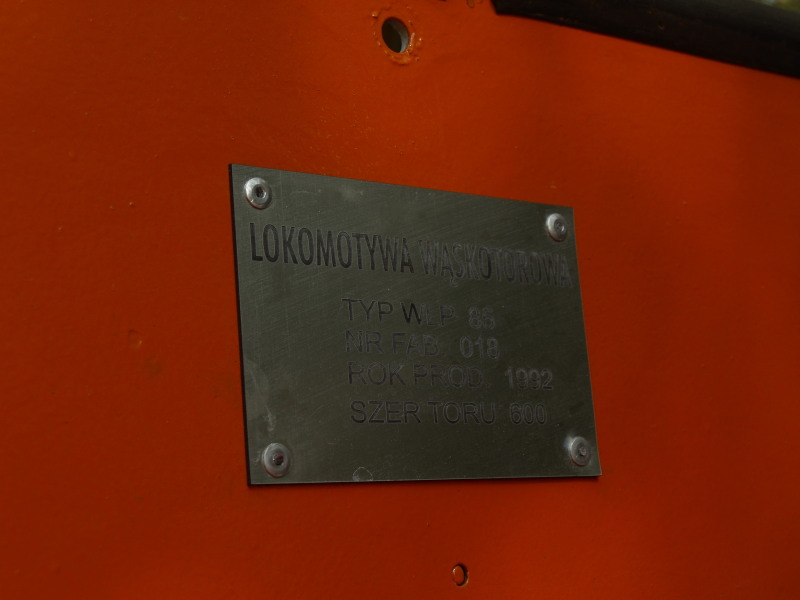 LOKOMOTYWA WĄSKOTOROWA
TYP WLP 85
NR FAB 018
ROK PROD 1992
SZER TORU 600